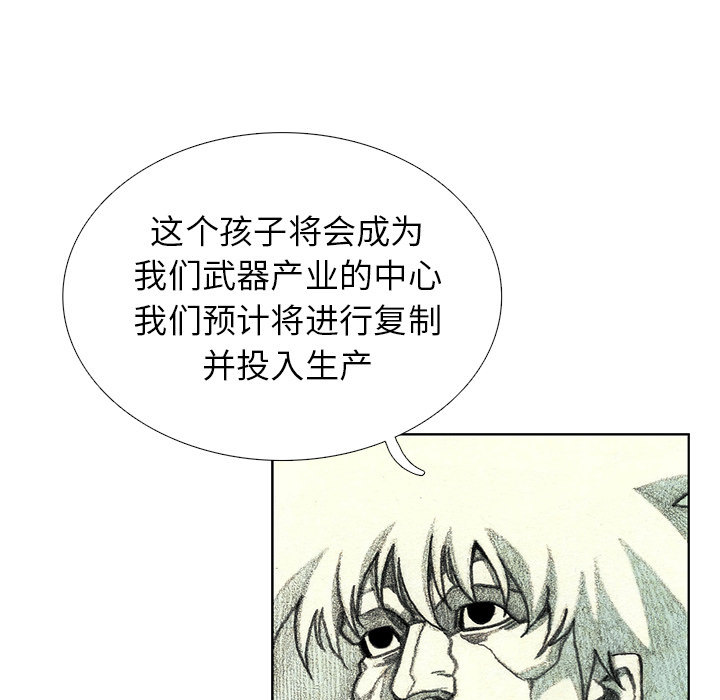 这个孩子将会成为
我们武器产业的中心
我们预计将进行复制
并投入生产